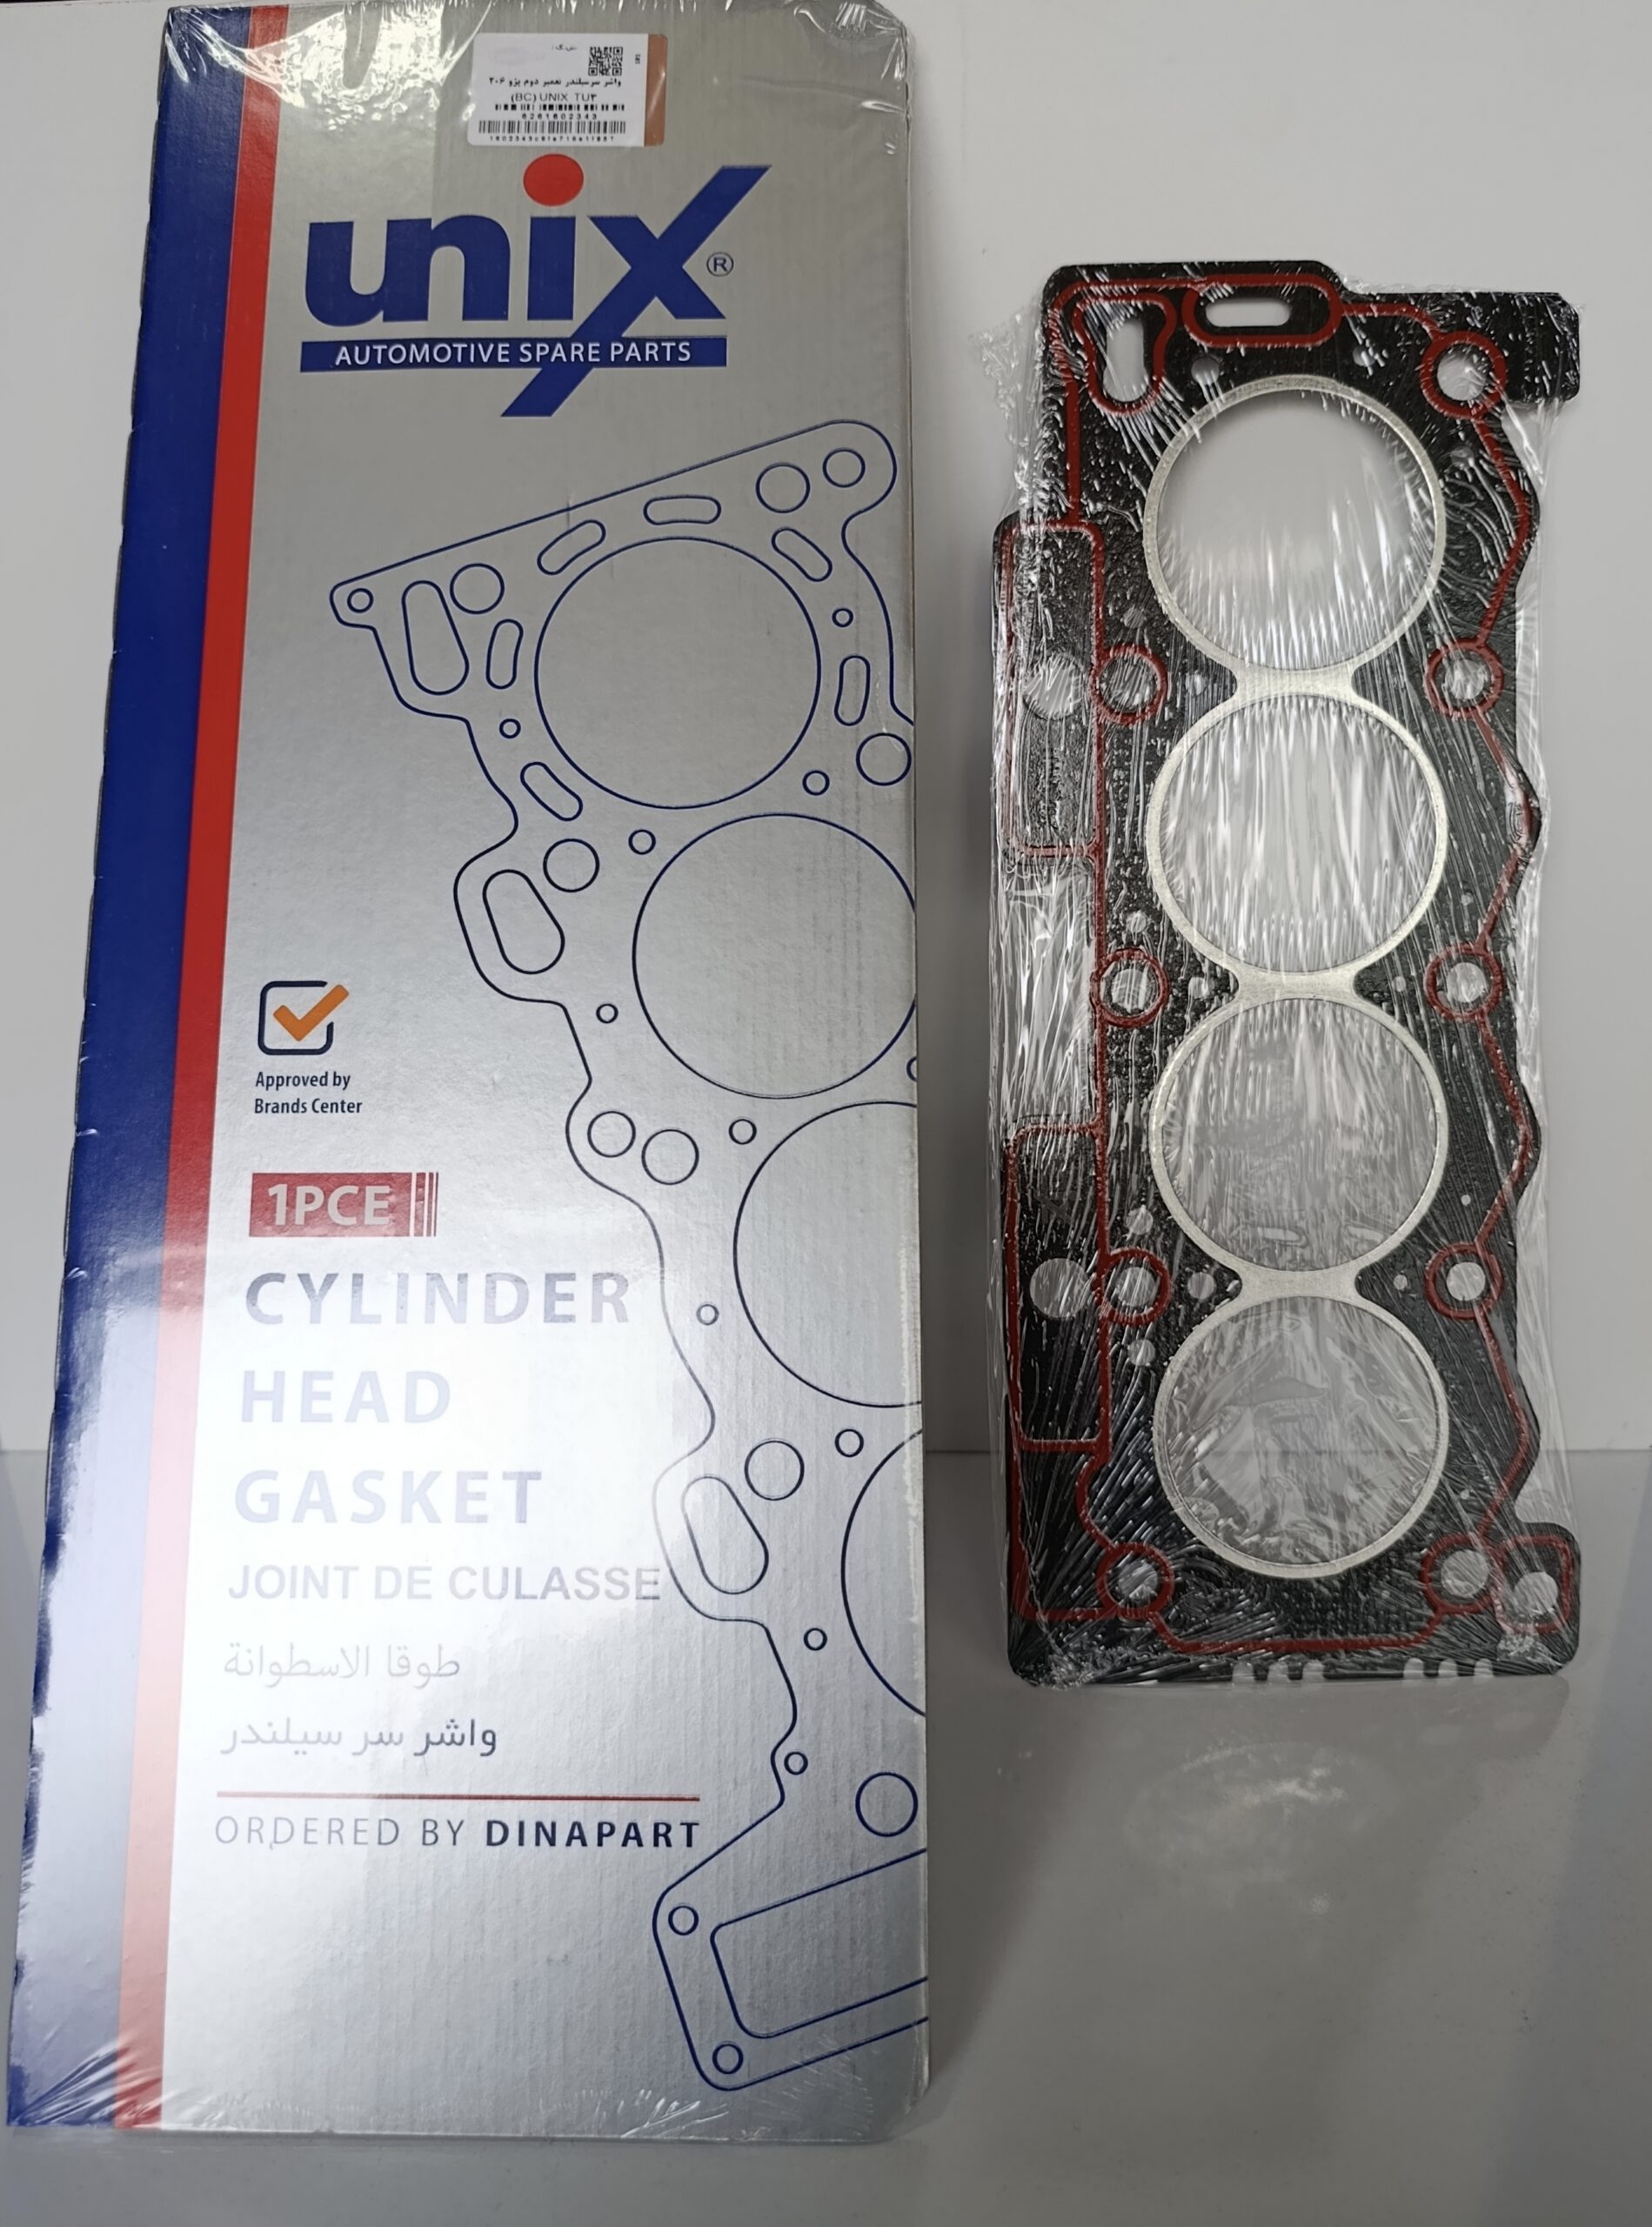 واشر سرسیلندر تعمیر دوم پژو ۲۰۶
(BC) UNIX TU۳
6261602343
unix®
AUTOMOTIVE SPARE PARTS
Approved by
Brands Center
1PCE
CYLINDER
HEAD
GASKET
JOINT DE CULASSE
طوقا الاسطوانة
واشر سر سیلندر
ORDERED BY DINAPART